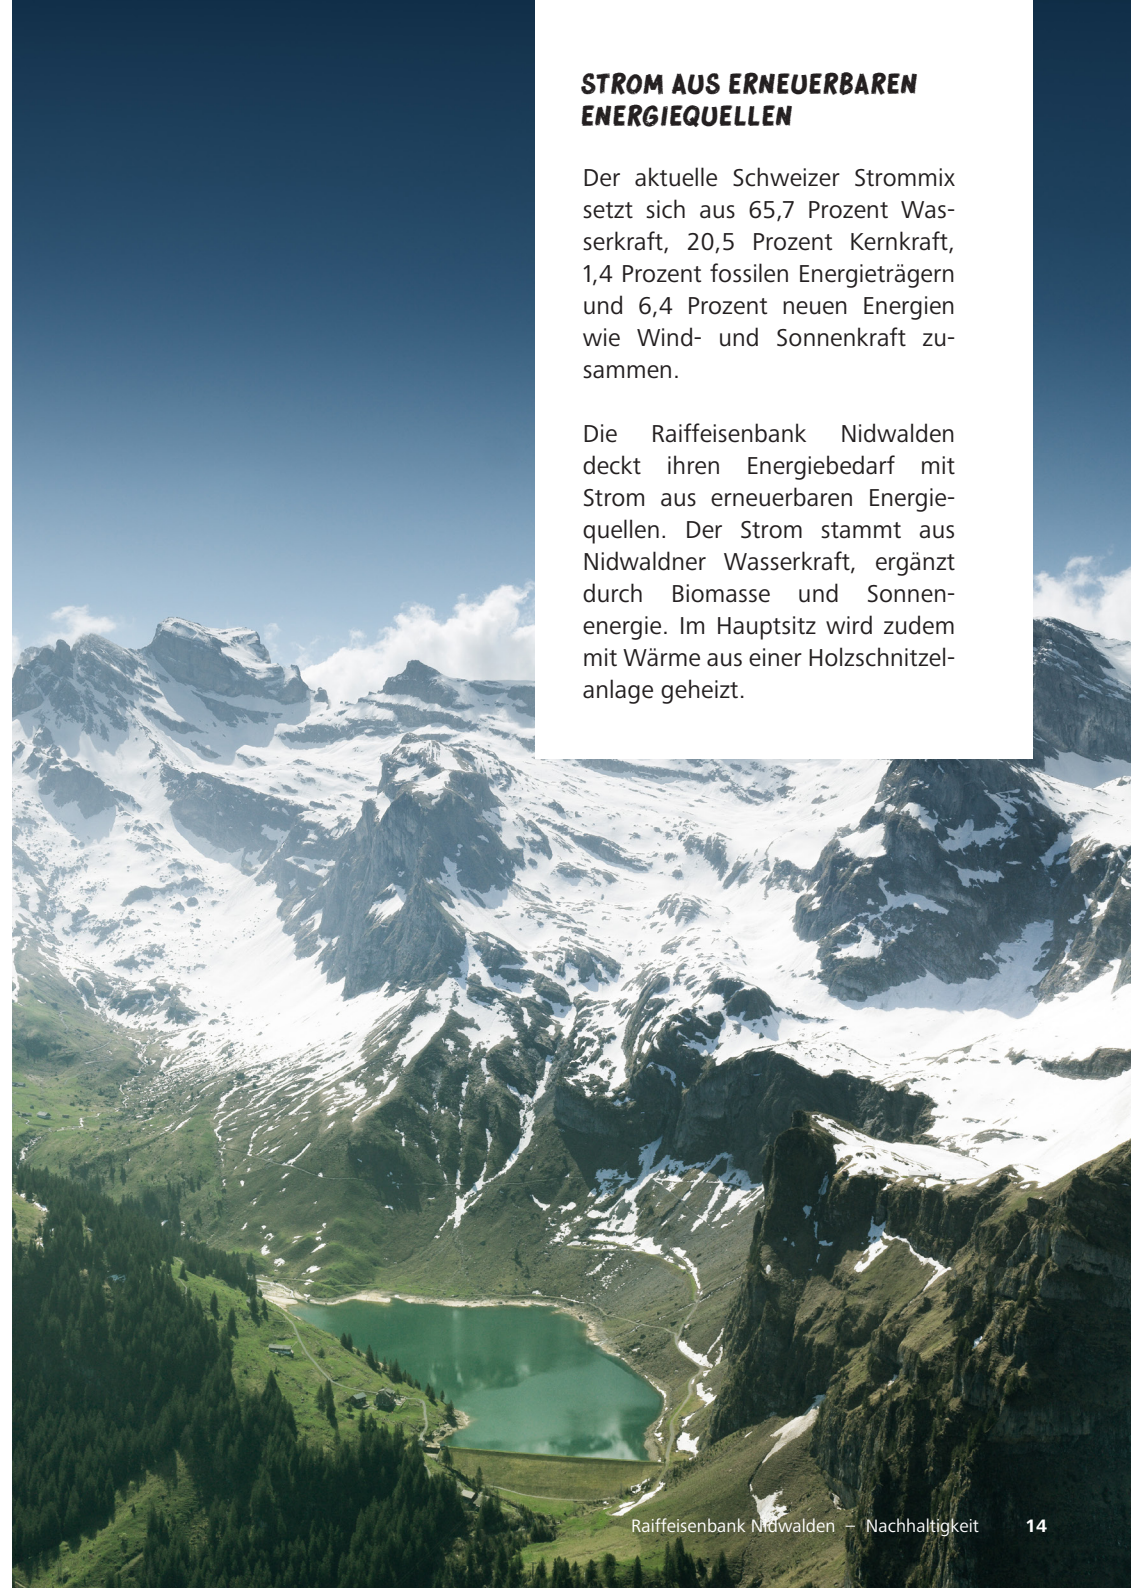 STROM AUS ERNEUERBAREN
ENERGIEQUELLEN
Der aktuelle Schweizer Strommix
setzt sich aus 65,7 Prozent Was-
serkraft, 20,5 Prozent Kernkraft,
1,4 Prozent fossilen Energieträgern
und 6,4 Prozent neuen Energien
wie Wind- und Sonnenkraft zu-
sammen.
Die Raiffeisenbank Nidwalden
deckt ihren Energiebedarf mit
Strom aus erneuerbaren Energie-
quellen. Der Strom stammt aus
Nidwaldner Wasserkraft, ergänzt
durch Biomasse und Sonnen-
energie. Im Hauptsitz wird zudem
mit Wärme aus einer Holzschnitzel-
anlage geheizt.
Raiffeisenbank Nidwalden – Nachhaltigkeit 14